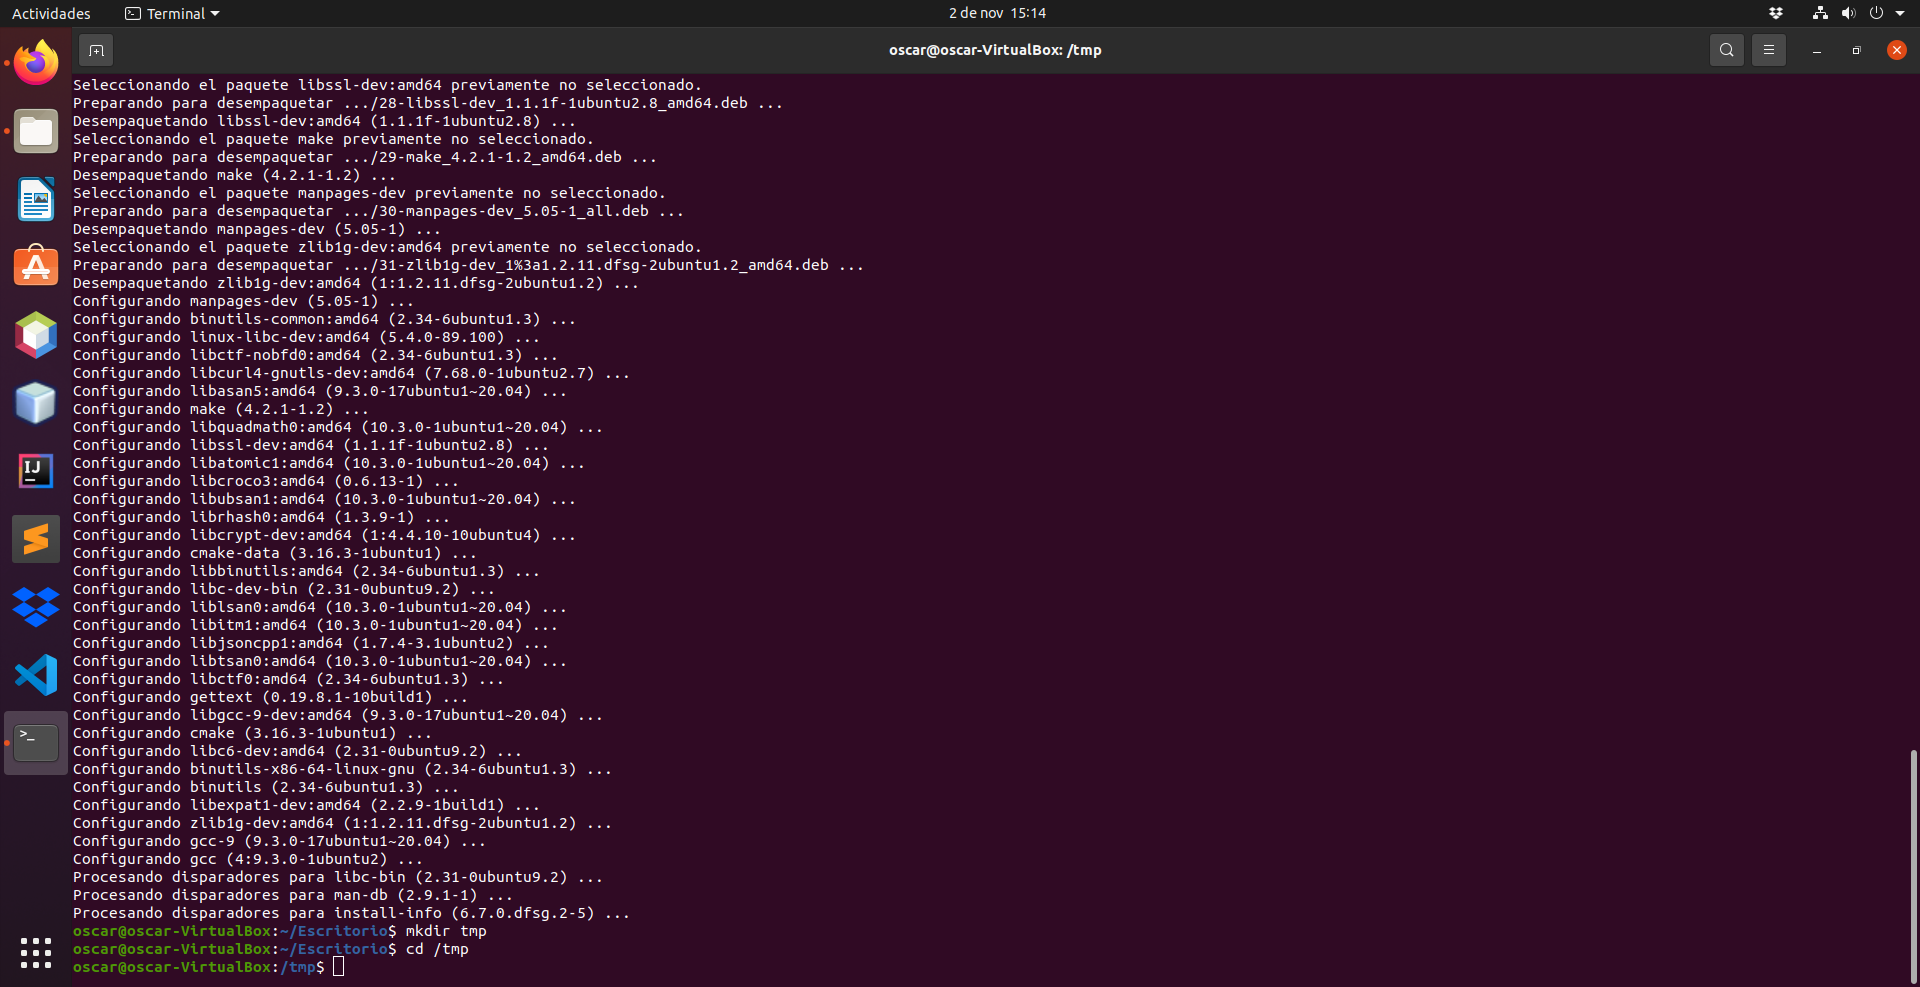 Actividades
Terminal
2 de nov 15:14
oscar@oscar-VirtualBox: /tmp
Seleccionando el paquete libssl-dev:amd64 previamente no seleccionado.
Preparando para desempaquetar .../28-libssl-dev_1.1.1f-1ubuntu2.8_amd64.deb ...
Desempaquetando libssl-dev:amd64 (1.1.1f-1ubuntu2.8) ...
Seleccionando el paquete make previamente no seleccionado.
Preparando para desempaquetar .../29-make_4.2.1-1.2_amd64.deb ...
Desempaquetando make (4.2.1-1.2) ...
Seleccionando el paquete manpages-dev previamente no seleccionado.
Preparando para desempaquetar .../30-manpages-dev_5.05-1_all.deb ...
Desempaquetando manpages-dev (5.05-1) ...
Seleccionando el paquete zlib1g-dev:amd64 previamente no seleccionado.
Preparando para desempaquetar .../31-zlib1g-dev_1%3a1.2.11.dfsg-2ubuntu1.2_amd64.deb ...
Desempaquetando zlib1g-dev:amd64 (1:1.2.11.dfsg-2ubuntu1.2) ...
Configurando manpages-dev (5.05-1) ...
Configurando binutils-common:amd64 (2.34-6ubuntu1.3) ...
Configurando linux-libc-dev:amd64 (5.4.0-89.100) ...
Configurando libctf-nobfd0:amd64 (2.34-6ubuntu1.3) ...
Configurando libcurl4-gnutls-dev:amd64 (7.68.0-1ubuntu2.7) ...
Configurando libasan5:amd64 (9.3.0-17ubuntu1~20.04) ...
Configurando make (4.2.1-1.2) ...
Configurando libquadmath0:amd64 (10.3.0-1ubuntu1~20.04) ...
Configurando libssl-dev:amd64 (1.1.1f-1ubuntu2.8) ...
Configurando libatomic1:amd64 (10.3.0-1ubuntu1~20.04) ...
Configurando libcroco3:amd64 (0.6.13-1) ...
Configurando libubsan1:amd64 (10.3.0-1ubuntu1~20.04) ...
Configurando librhash0:amd64 (1.3.9-1) ...
Configurando libcrypt-dev:amd64 (1:4.4.10-10ubuntu4) ...
Configurando cmake-data (3.16.3-1ubuntu1) ...
Configurando libbinutils:amd64 (2.34-6ubuntu1.3) ...
Configurando libc-dev-bin (2.31-0ubuntu9.2) ...
Configurando liblsan0:amd64 (10.3.0-1ubuntu1~20.04) ...
Configurando libitm1:amd64 (10.3.0-1ubuntu1~20.04) ...
Configurando libjsoncpp1:amd64 (1.7.4-3.1ubuntu2) ...
Configurando libtsan0:amd64 (10.3.0-1ubuntu1~20.04) ...
Configurando libctf0:amd64 (2.34-6ubuntu1.3) ...
Configurando gettext (0.19.8.1-10build1) ...
Configurando libgcc-9-dev:amd64 (9.3.0-17ubuntu1~20.04) ...
Configurando cmake (3.16.3-1ubuntu1) ...
Configurando libc6-dev:amd64 (2.31-0ubuntu9.2) ...
Configurando binutils-x86-64-linux-gnu (2.34-6ubuntu1.3) ...
Configurando binutils (2.34-6ubuntu1.3) ...
Configurando libexpat1-dev:amd64 (2.2.9-1build1) ...
Configurando zlib1g-dev:amd64 (1:1.2.11.dfsg-2ubuntu1.2) ...
Configurando gcc-9 (9.3.0-17ubuntu1~20.04) ...
Configurando gcc (4:9.3.0-1ubuntu2) ...
Procesando disparadores para libc-bin (2.31-0ubuntu9.2) ...
Procesando disparadores para man-db (2.9.1-1) ...
Procesando disparadores para install-info (6.7.0.dfsg.2-5) ...
oscar@oscar-VirtualBox:~/Escritorio$ mkdir tmp
oscar@oscar-VirtualBox:~/Escritorio$ cd /tmp
oscar@oscar-VirtualBox:/tmp$
IJ
>_